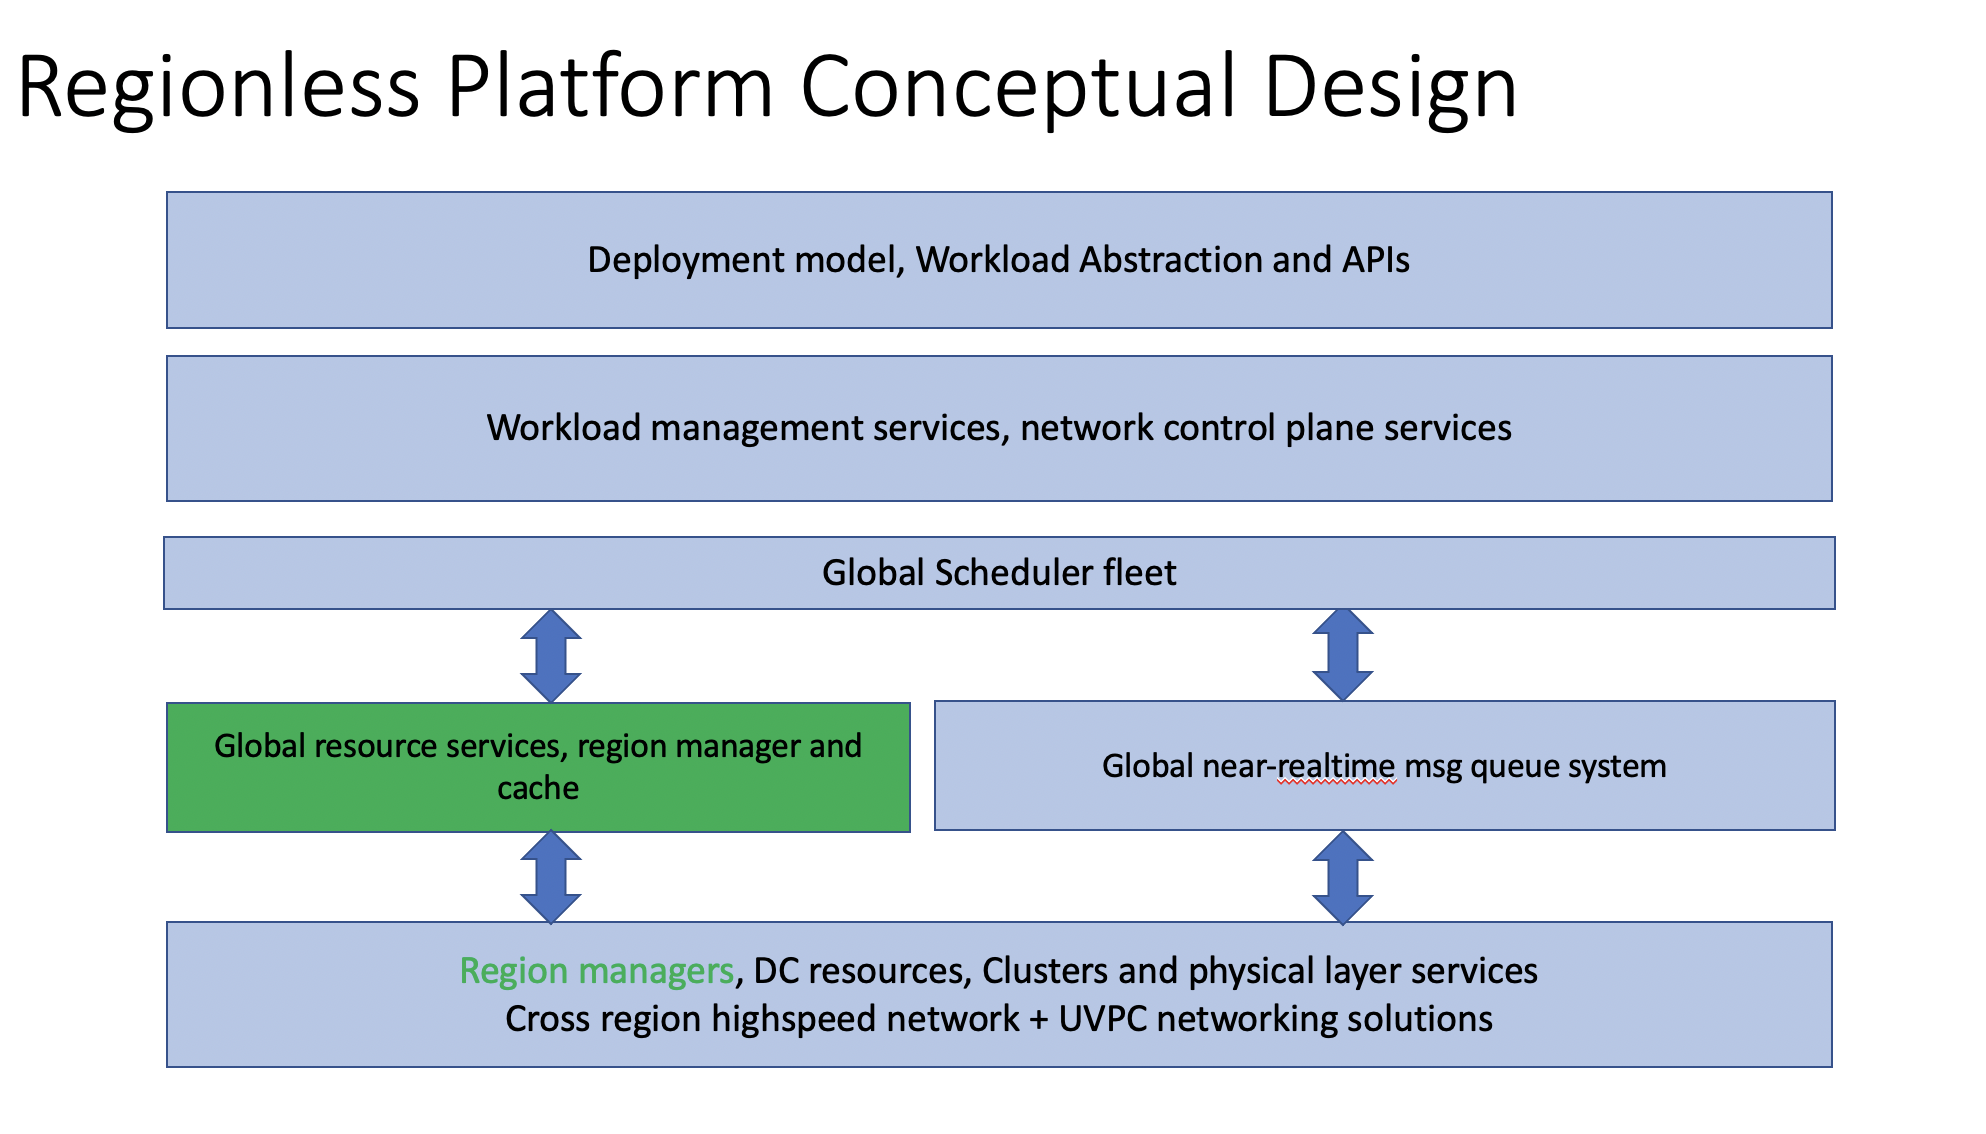 Regionless Platform Conceptual Design
Deployment model, Workload Abstraction and APIs
Workload management services, network control plane services
Global Scheduler fleet
Global resource services, region manager and
cache
Global near-realtime msg queue system
Region managers, DC resources, Clusters and physical layer services
Cross region highspeed network + UVPC networking solutions